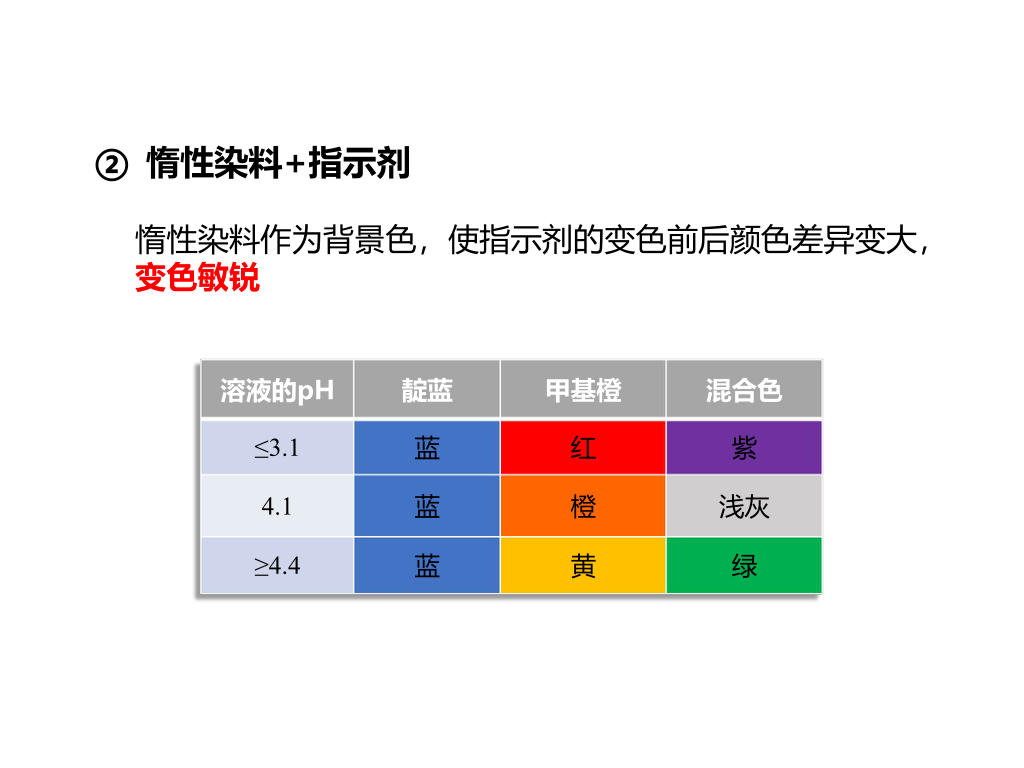 ② 惰性染料+指示剂
惰性染料作为背景色，使指示剂的变色前后颜色差异变大，
变色敏锐
溶液的pH 靛蓝 甲基橙 混合色
≤3.1 蓝 红 紫
4.1 蓝 橙 浅灰
≥4.4 蓝 黄 绿